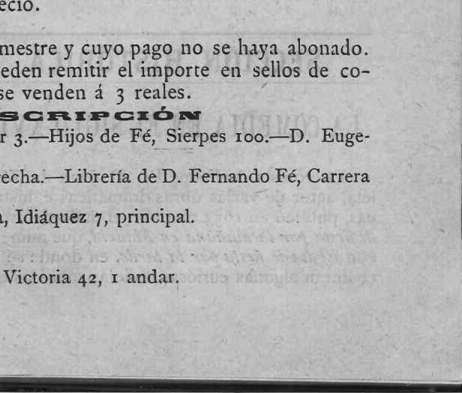 ecio.
mestre y cuyo pago no se haya abonado.
eden remitir el importe en sellos de co-
se venden á 3 reales.
SCRIPCIÓN
r 3.—Hijos de Fé, Sierpes 100.—D. Euge-
echa.—Librería de D. Fernando Fé, Carrera
a, Idiáquez 7, principal.
Victoria 42, 1 andar.